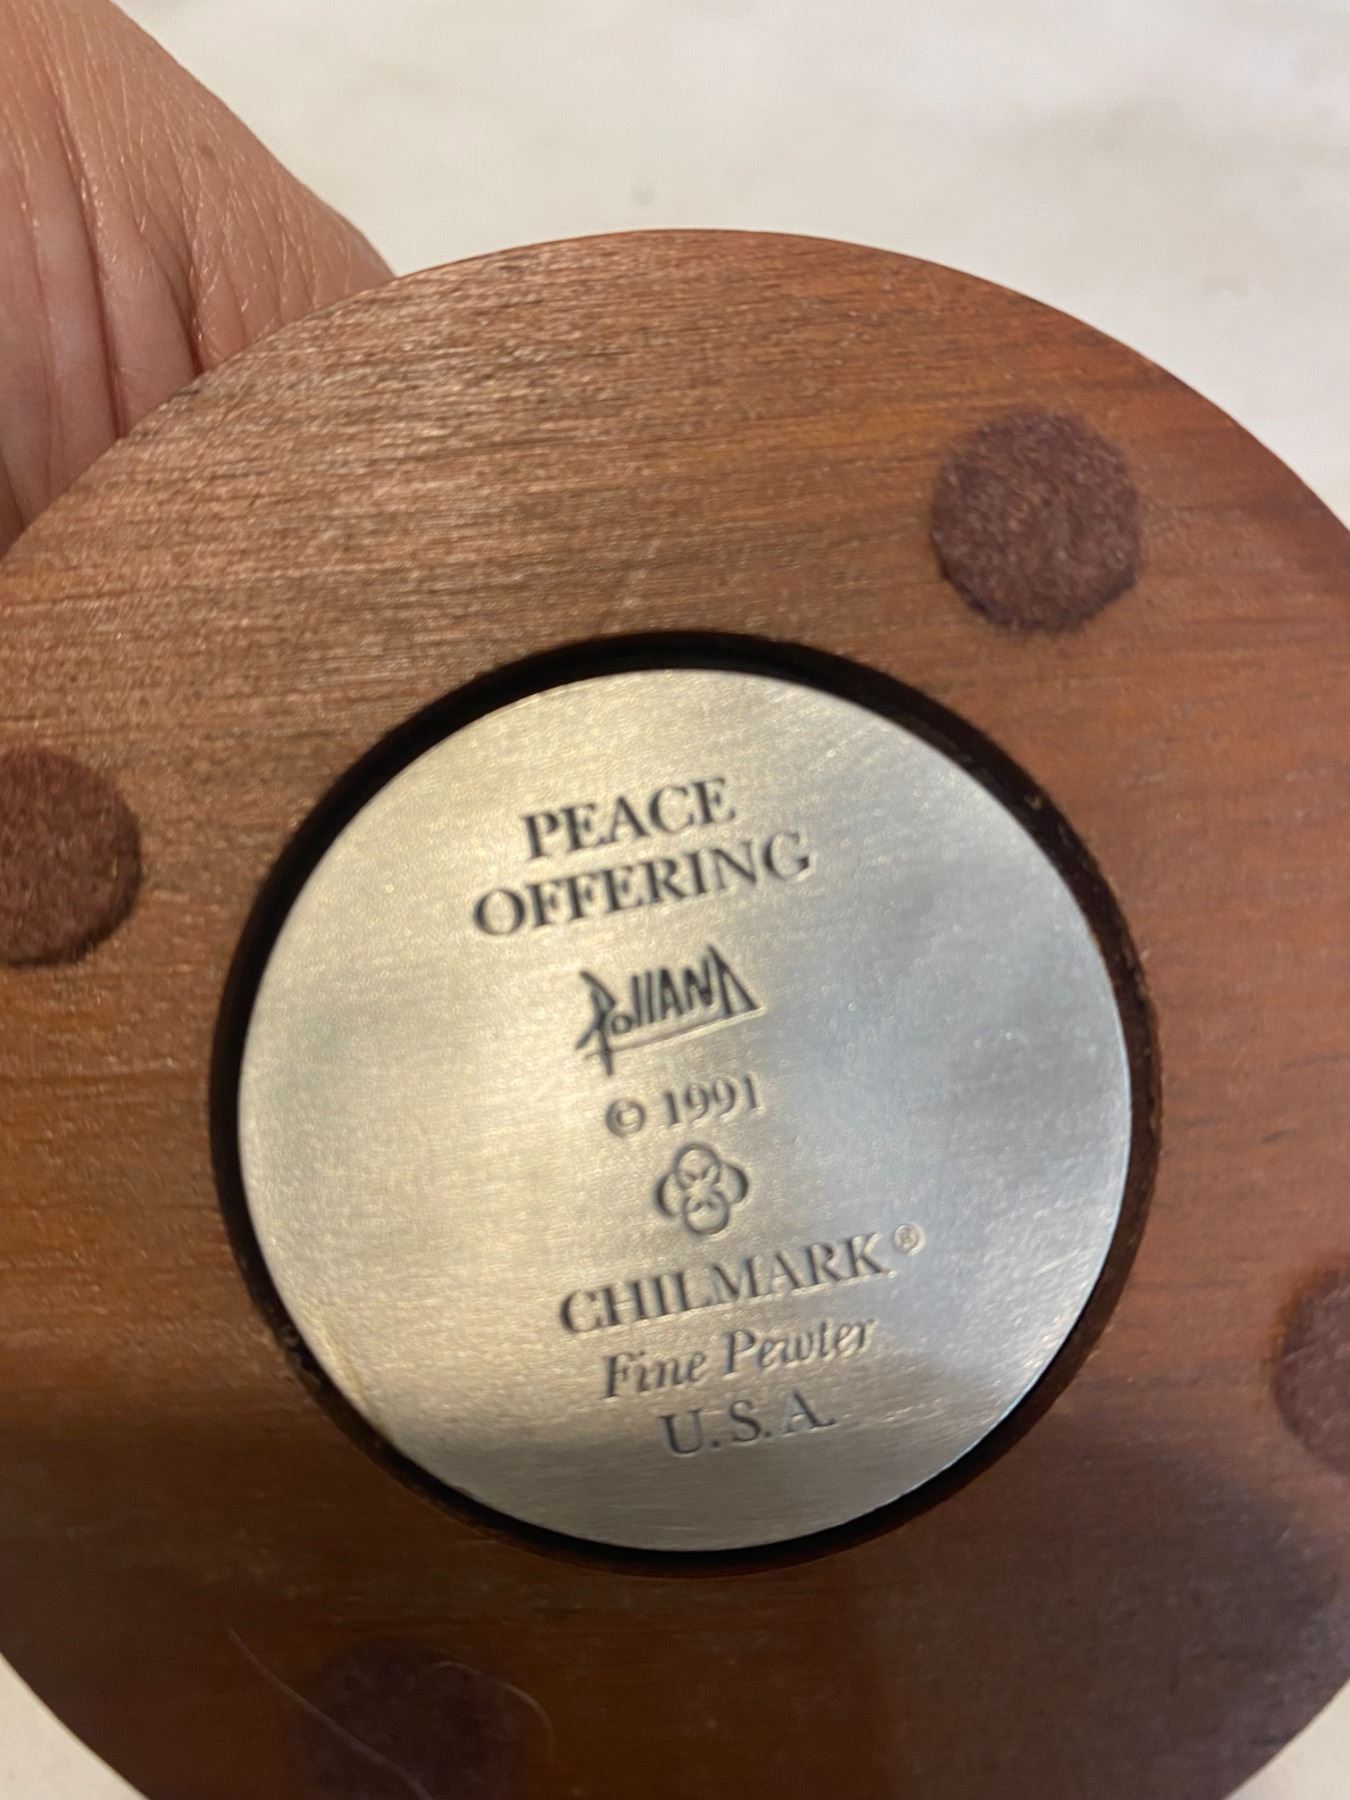 PEACE
OFFERING
Polland
© 1991
CHILMARK®
Fine Pewter
U.S.A.